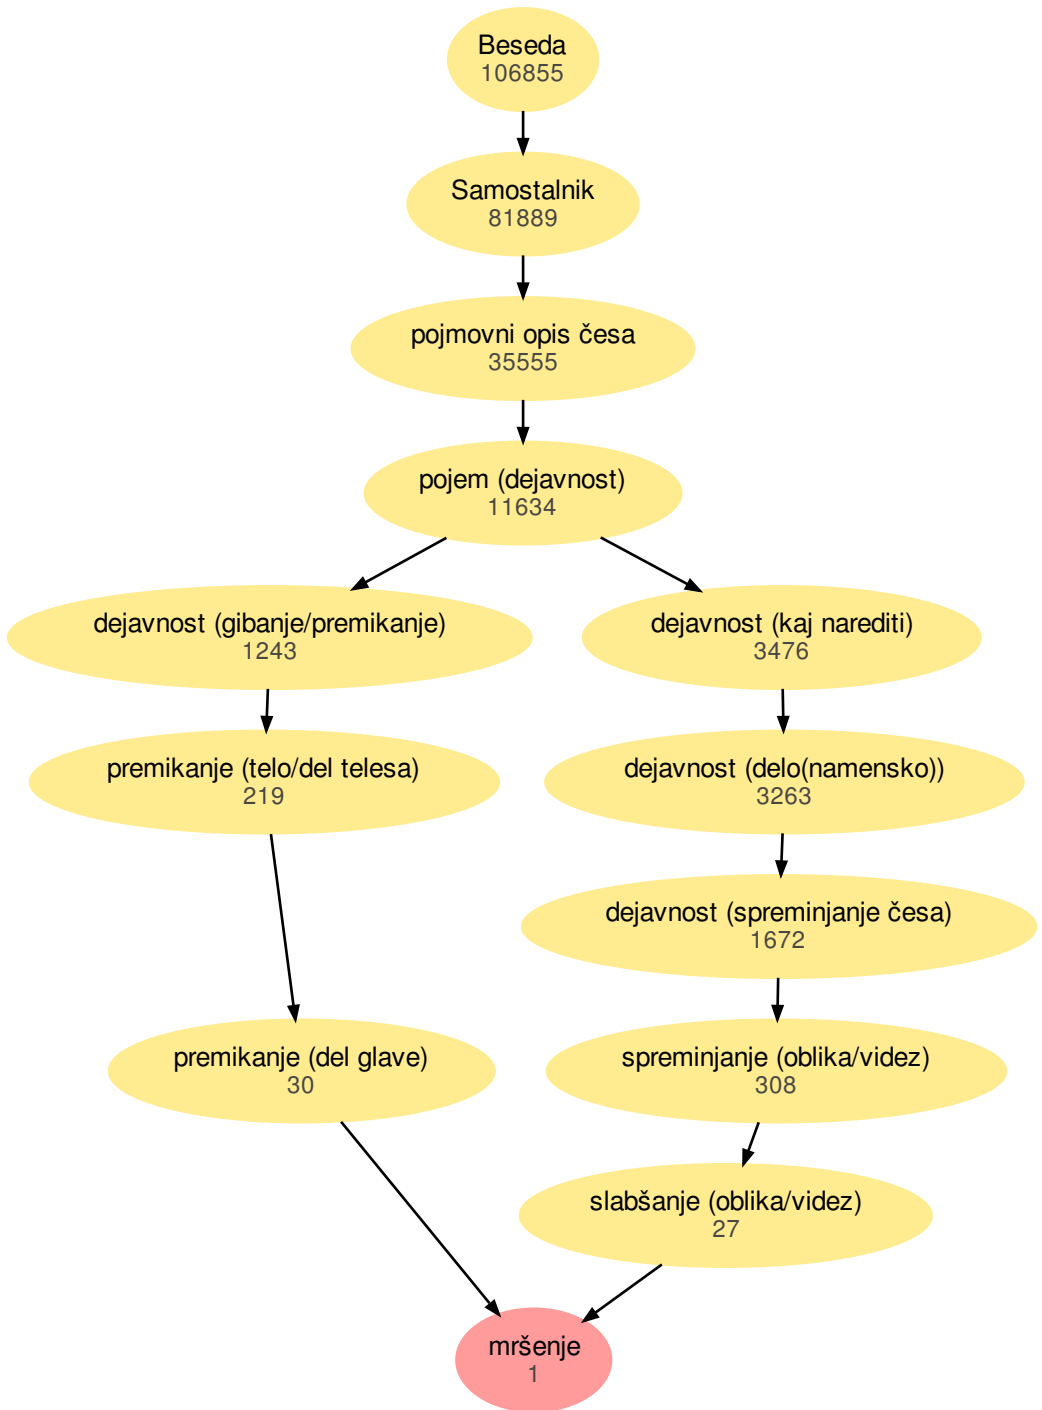 Beseda
106855
Samostalnik
81889
pojmovni opis česa
35555
pojem (dejavnost)
11634
dejavnost (gibanje/premikanje)
1243
dejavnost (kaj narediti)
3476
premikanje (telo/del telesa)
219
dejavnost (delo(namensko))
3263
dejavnost (spreminjanje česa)
1672
premikanje (del glave)
30
spreminjanje (oblika/videz)
308
slabšanje (oblika/videz)
27
mršenje
1